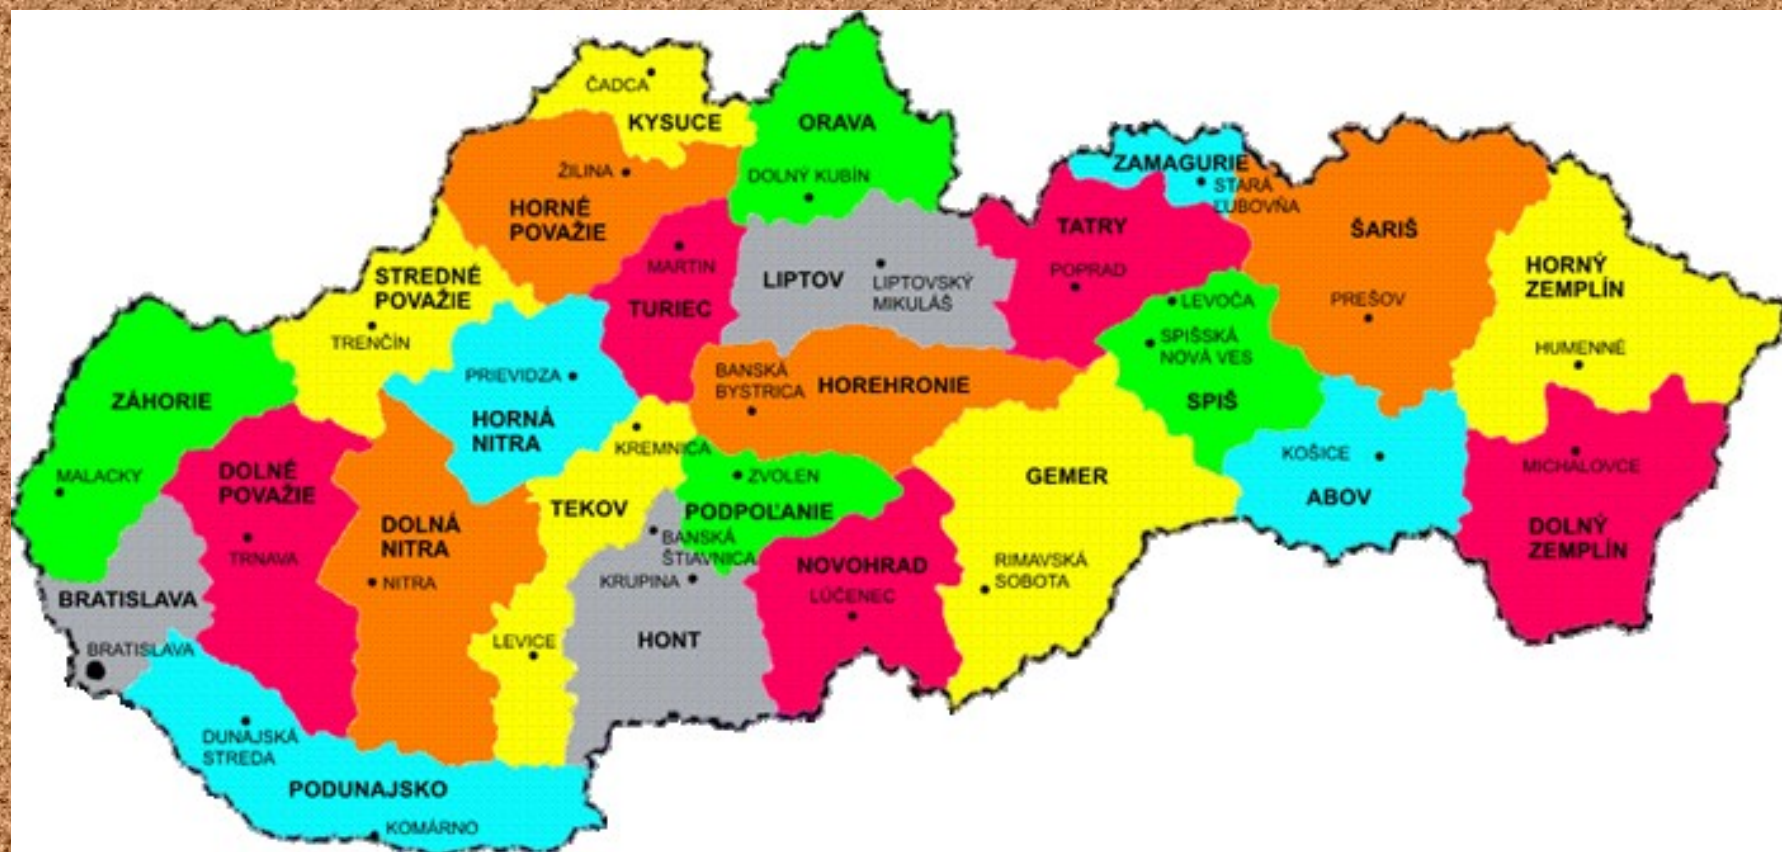 ČADCA
KYSUCE
ORAVA
ŽILINA
DOLNÝ KUBÍN
HORNÉ
POVAŽIE
ZAMAGURIE
STARÁ
ĽUBOVŇA
TATRY
POPRAD
ŠARIŠ
PREŠOV
HORNÝ
ZEMPLÍN
HUMENNÉ
STREDNÉ
POVAŽIE
TRENČÍN
MARTIN
TURIEC
LIPTOV
LIPTOVSKÝ
MIKULÁŠ
LEVOČA
SPIŠSKÁ
NOVÁ VES
SPIŠ
ZÁHORIE
MALACKY
PRIEVIDZA
HORNÁ
NITRA
BANSKÁ
BYSTRICA
HOREHRONIE
KREMNICA
TEKOV
ZVOLEN
PODPOĽANIE
GEMER
RIMAVSKÁ
SOBOTA
KOŠICE
ABOV
MICHALOVCE
DOLNÝ
ZEMPLÍN
DOLNÉ
POVAŽIE
TRNAVA
DOLNÁ
NITRA
NITRA
BANSKÁ
ŠTIAVNICA
KRUPINA
HONT
NOVOHRAD
LÚČENEC
LEVICE
BRATISLAVA
BRATISLAVA
DUNAJSKÁ
STREDA
PODUNAJSKO
KOMÁRNO